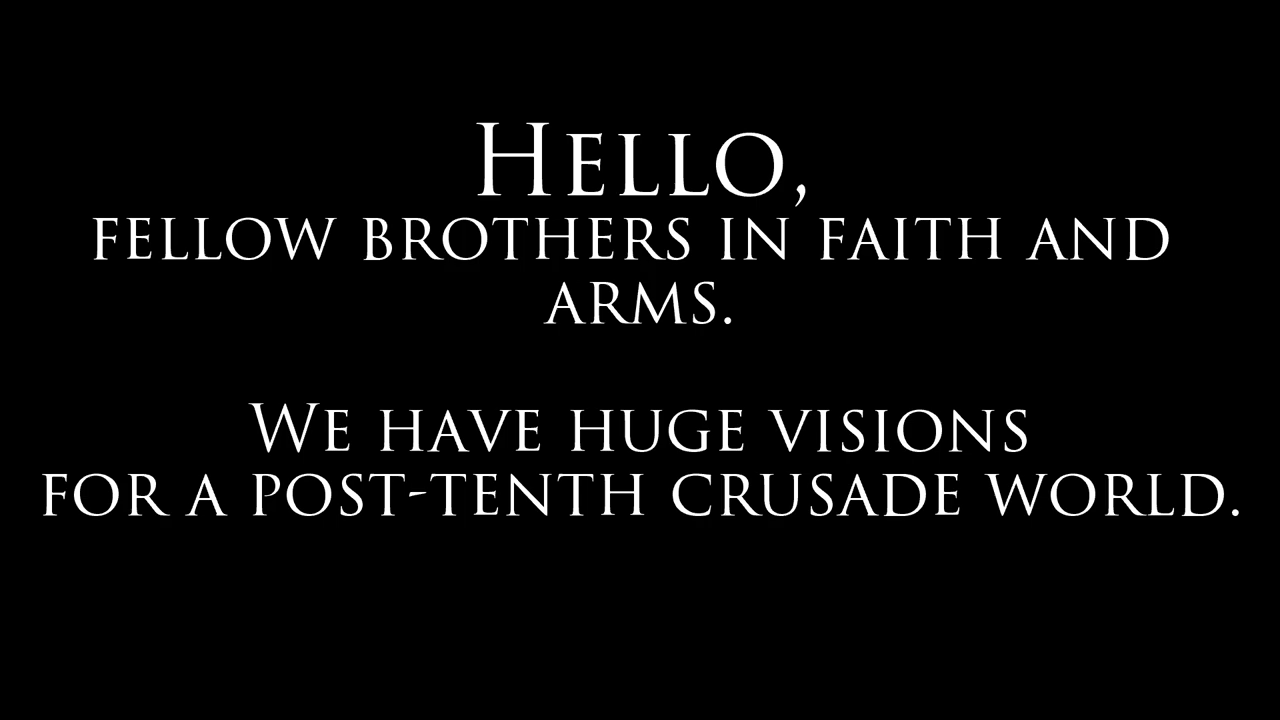 Hello,
fellow brothers in faith and
arms.
We have huge visions
for a post-tenth crusade world.